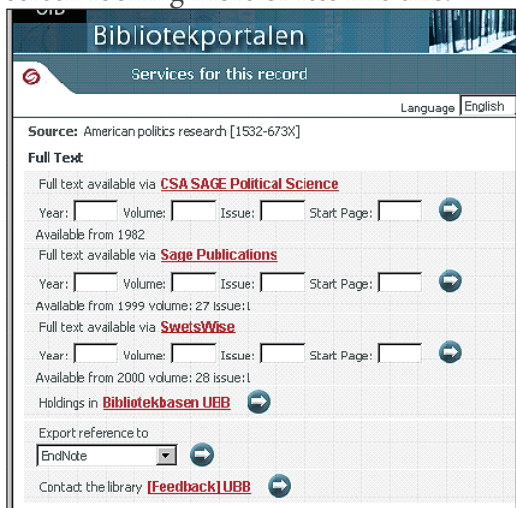 Bibliotekportalen
Services for this record
Language English
Source: American politics research [1532-673X]
Full Text
Full text available via CSA SAGE Political Science
Year: Volume: Issue: Start Page:
Available from 1982
Full text available via Sage Publications
Year: Volume: Issue: Start Page:
Available from 1999 volume: 27 issue:1
Full text available via SwetsWise
Year: Volume: Issue: Start Page:
Available from 2000 volume: 28 issue:1
Holdings in Bibliotekbasen UBB
Export reference to
EndNote
Contact the library [Feedback] UBB